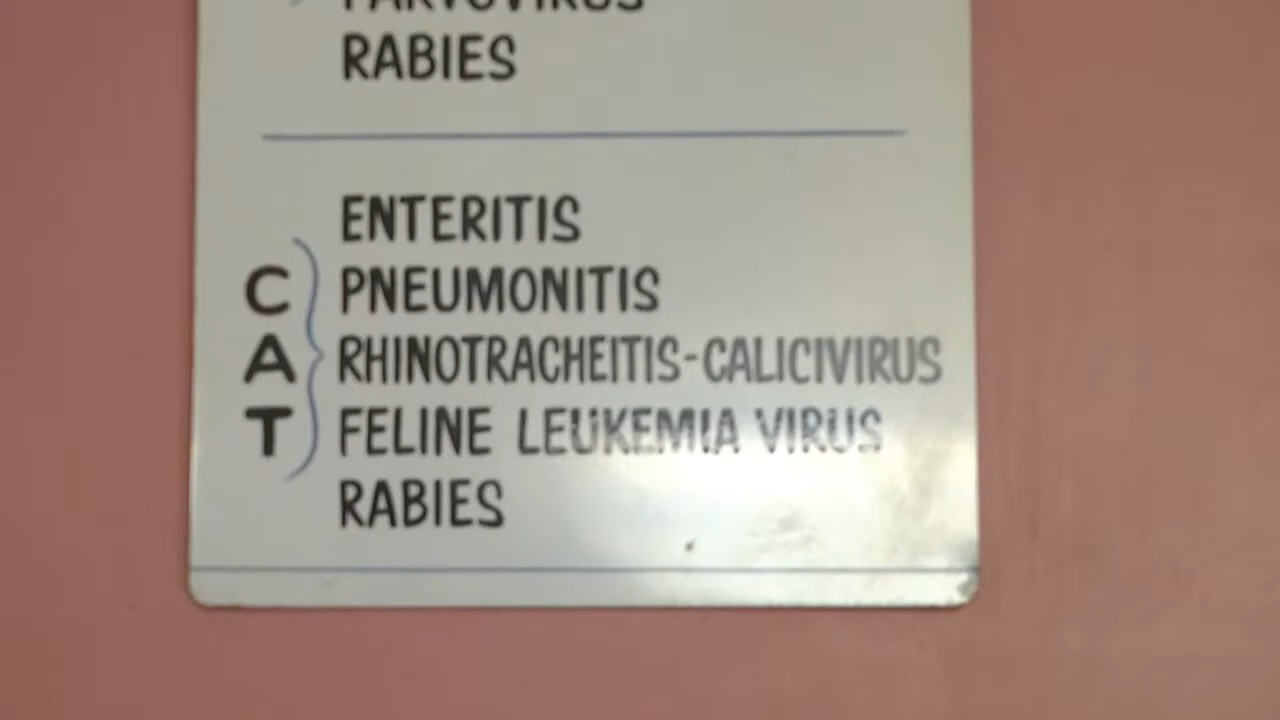 PARVOVIRUS
RABIES
ENTERITIS
C PNEUMONITIS
A RHINOTRACHEITIS-CALICIVIRUS
T FELINE LEUKEMIA VIRUS
RABIES